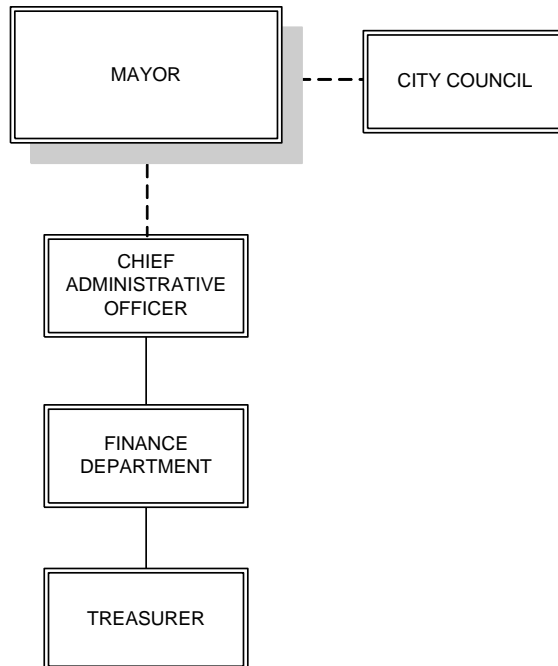 MAYOR
CITY COUNCIL
CHIEF
ADMINISTRATIVE
OFFICER
FINANCE
DEPARTMENT
TREASURER